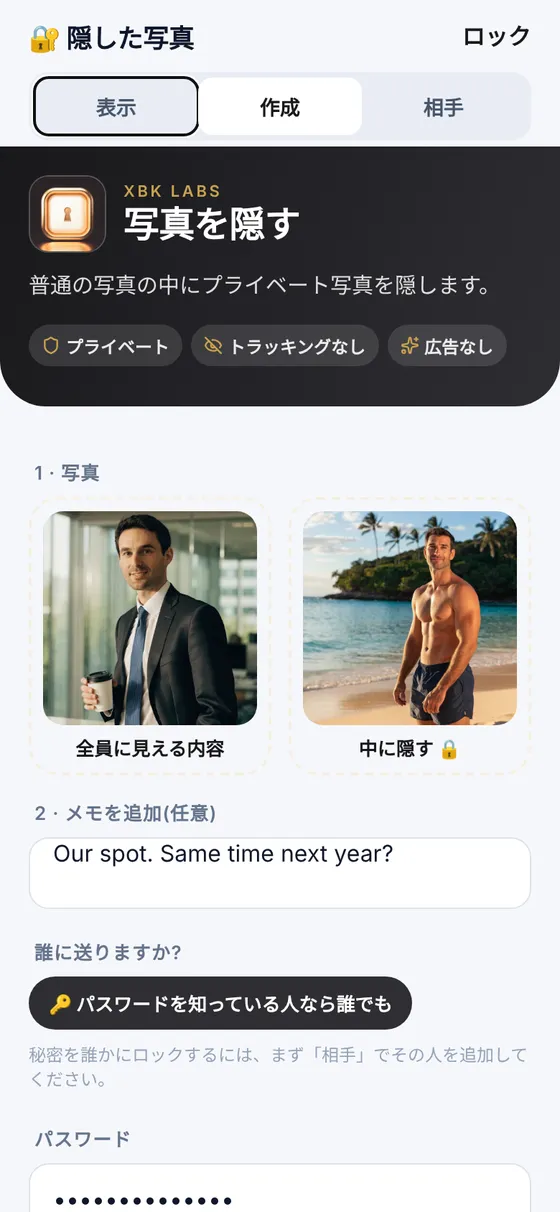 🔐 隠した写真
ロック
表示
作成
相手
XBK LABS
写真を隠す
普通の写真の中にプライベート写真を隠します。
プライベート
トラッキングなし
広告なし
1 · 写真
全員に見える内容
中に隠す 🔒
2 · メモを追加(任意)
Our spot. Same time next year?
誰に送りますか?
🔑 パスワードを知っている人なら誰でも
秘密を誰かにロックするには、まず「相手」でその人を追加して
ください。
パスワード
••••••••••••••